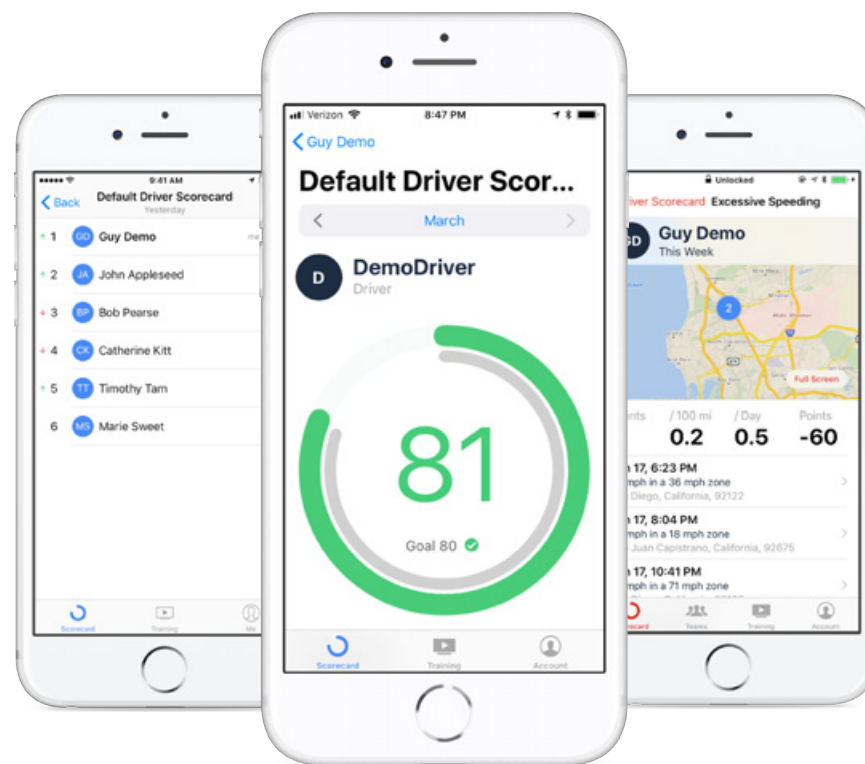 9:41 AM
Back
Default Driver Scorecard
Yesterday
1 GD Guy Demo me
2 JA John Appleseed
3 BP Bob Pearse
4 CK Catherine Kitt
5 TT Timothy Tam
6 MS Marie Sweet
Scorecard Training Me
Verizon 8:47 PM
Guy Demo
Default Driver Scor...
March
D DemoDriver
Driver
81
Goal 80
Scorecard Training Account
Unlocked
Driver Scorecard Excessive Speeding
GD Guy Demo
This Week
2
Full Screen
/ 100 mi / Day Points
0.2 0.5 -60
17, 6:23 PM
mph in a 36 mph zone
Diego, California, 92122
17, 8:04 PM
mph in a 18 mph zone
Juan Capistrano, California, 92675
17, 10:41 PM
mph in a 71 mph zone
Teams Training Account